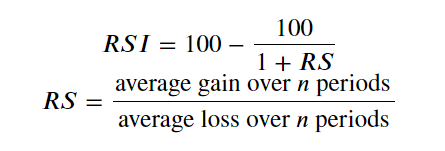 RSI = 100 − 100 / 1 + RS
RS = average gain over n periods / average loss over n periods